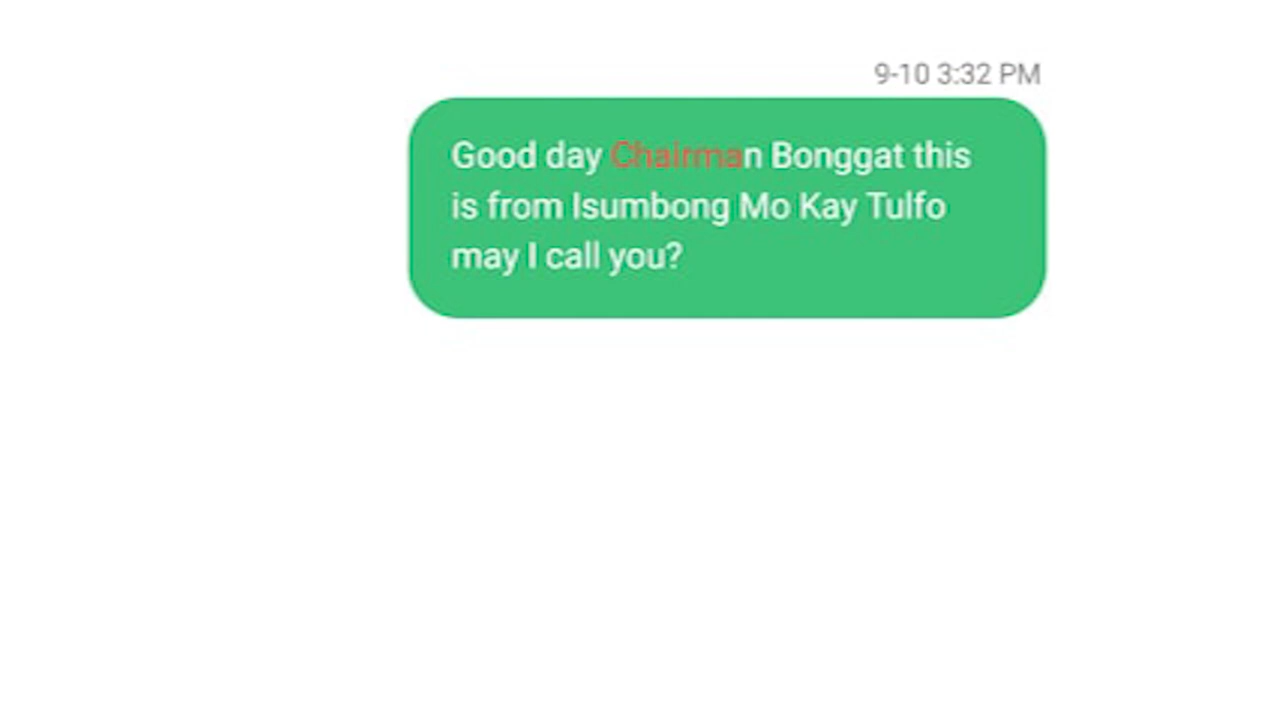 9-10 3:32 PM
Good day Chairman Bonggat this
is from Isumbong Mo Kay Tulfo
may I call you?